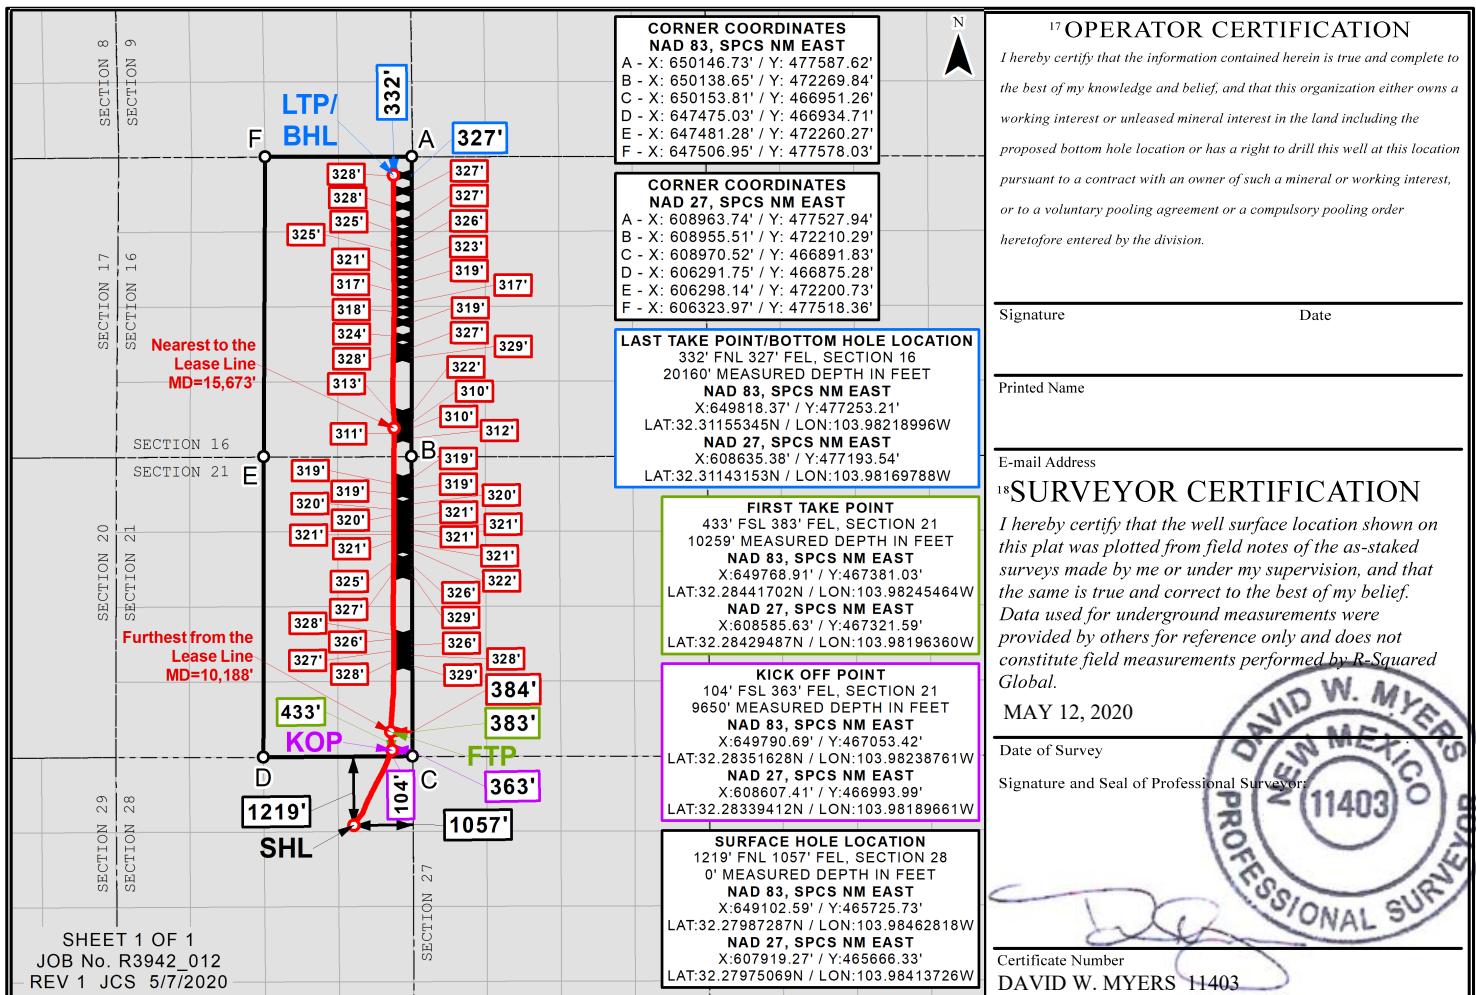 SECTION 8
SECTION 9
LTP/
BHL
332'
327'
F
A
328'
328'
325'
325'
321'
317'
318'
324'
328'
313'
311'
327'
327'
326'
323'
319'
317'
319'
327'
329'
322'
310'
310'
312'
SECTION 17
SECTION 16
Nearest to the
Lease Line
MD=15,673'
SECTION 16
SECTION 21
E
B
319'
319'
320'
320'
321'
321'
325'
327'
328'
326'
327'
328'
319'
319'
320'
321'
321'
321'
321'
322'
326'
329'
326'
328'
329'
SECTION 20
SECTION 21
Furthest from the
Lease Line
MD=10,188'
384'
433'
383'
KOP
FTP
D
C
104'
363'
1219'
1057'
SHL
SECTION 29
SECTION 28
SECTION 27
SHEET 1 OF 1
JOB No. R3942_012
REV 1 JCS 5/7/2020
N
CORNER COORDINATES
NAD 83, SPCS NM EAST
A - X: 650146.73' / Y: 477587.62'
B - X: 650138.65' / Y: 472269.84'
C - X: 650153.81' / Y: 466951.26'
D - X: 647475.03' / Y: 466934.71'
E - X: 647481.28' / Y: 472260.27'
F - X: 647506.95' / Y: 477578.03'
CORNER COORDINATES
NAD 27, SPCS NM EAST
A - X: 608963.74' / Y: 477527.94'
B - X: 608955.51' / Y: 472210.29'
C - X: 608970.52' / Y: 466891.83'
D - X: 606291.75' / Y: 466875.28'
E - X: 606298.14' / Y: 472200.73'
F - X: 606323.97' / Y: 477518.36'
LAST TAKE POINT/BOTTOM HOLE LOCATION
332' FNL 327' FEL, SECTION 16
20160' MEASURED DEPTH IN FEET
NAD 83, SPCS NM EAST
X:649818.37' / Y:477253.21'
LAT:32.31155345N / LON:103.98218996W
NAD 27, SPCS NM EAST
X:608635.38' / Y:477193.54'
LAT:32.31143153N / LON:103.98169788W
FIRST TAKE POINT
433' FSL 383' FEL, SECTION 21
10259' MEASURED DEPTH IN FEET
NAD 83, SPCS NM EAST
X:649768.91' / Y:467381.03'
LAT:32.28441702N / LON:103.98245464W
NAD 27, SPCS NM EAST
X:608585.63' / Y:467321.59'
LAT:32.28429487N / LON:103.98196360W
KICK OFF POINT
104' FSL 363' FEL, SECTION 21
9650' MEASURED DEPTH IN FEET
NAD 83, SPCS NM EAST
X:649790.69' / Y:467053.42'
LAT:32.28351628N / LON:103.98238761W
NAD 27, SPCS NM EAST
X:608607.41' / Y:466993.99'
LAT:32.28339412N / LON:103.98189661W
SURFACE HOLE LOCATION
1219' FNL 1057' FEL, SECTION 28
0' MEASURED DEPTH IN FEET
NAD 83, SPCS NM EAST
X:649102.59' / Y:465725.73'
LAT:32.27987287N / LON:103.98462818W
NAD 27, SPCS NM EAST
X:607919.27' / Y:465666.33'
LAT:32.27975069N / LON:103.98413726W
17 OPERATOR CERTIFICATION
I hereby certify that the information contained herein is true and complete to
the best of my knowledge and belief, and that this organization either owns a
working interest or unleased mineral interest in the land including the
proposed bottom hole location or has a right to drill this well at this location
pursuant to a contract with an owner of such a mineral or working interest,
or to a voluntary pooling agreement or a compulsory pooling order
heretofore entered by the division.
Signature Date
Printed Name
E-mail Address
18SURVEYOR CERTIFICATION
I hereby certify that the well surface location shown on
this plat was plotted from field notes of the as-staked
surveys made by me or under my supervision, and that
the same is true and correct to the best of my belief.
Data used for underground measurements were
provided by others for reference only and does not
constitute field measurements performed by R-Squared
Global.
MAY 12, 2020
Date of Survey
Signature and Seal of Professional Surveyor:
DAVID W. MYERS
NEW MEXICO
11403
PROFESSIONAL SURVEYOR
Certificate Number
DAVID W. MYERS 11403